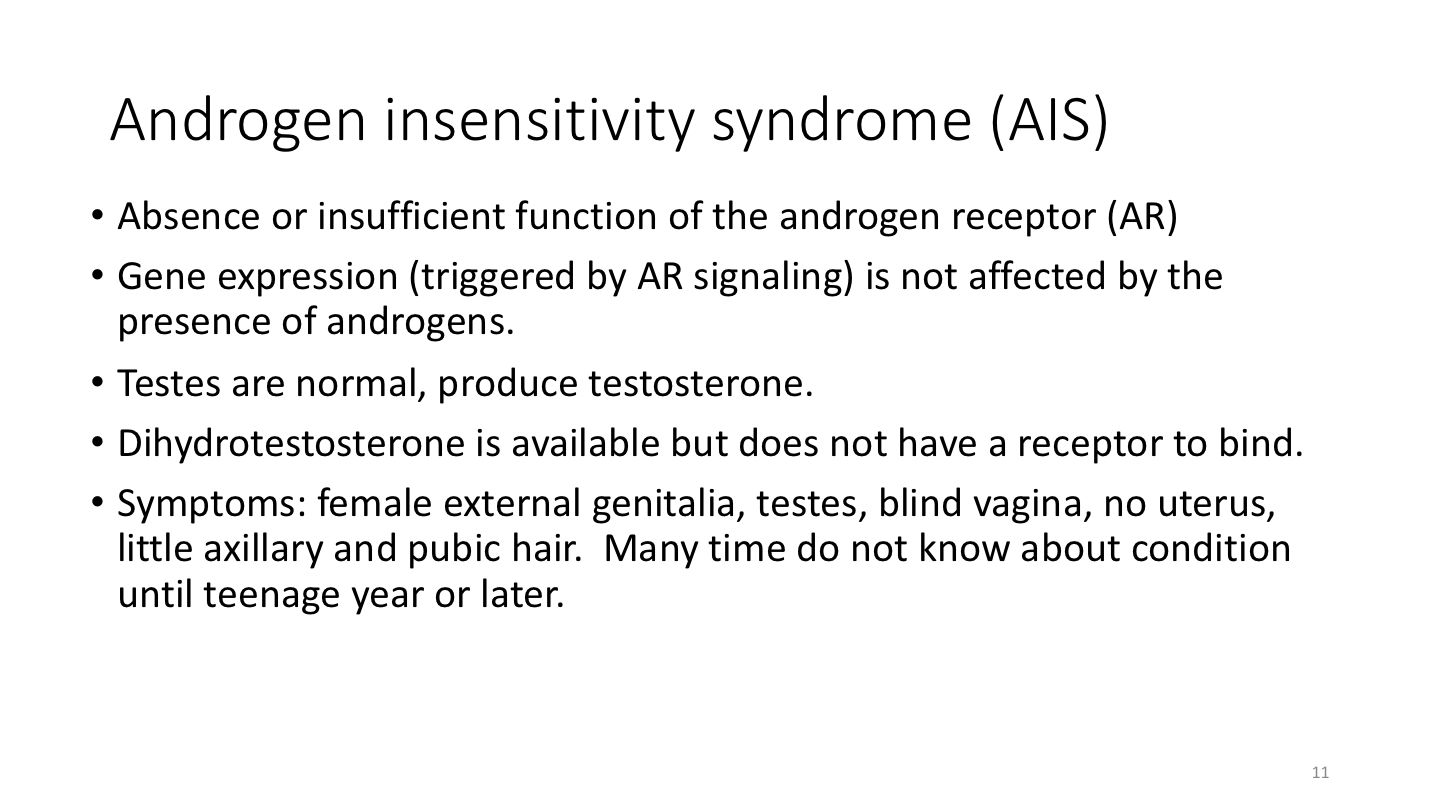 Androgen insensitivity syndrome (AIS)
• Absence or insufficient function of the androgen receptor (AR)
• Gene expression (triggered by AR signaling) is not affected by the
presence of androgens.
• Testes are normal, produce testosterone.
• Dihydrotestosterone is available but does not have a receptor to bind.
• Symptoms: female external genitalia, testes, blind vagina, no uterus,
little axillary and pubic hair.  Many time do not know about condition
until teenage year or later.
11